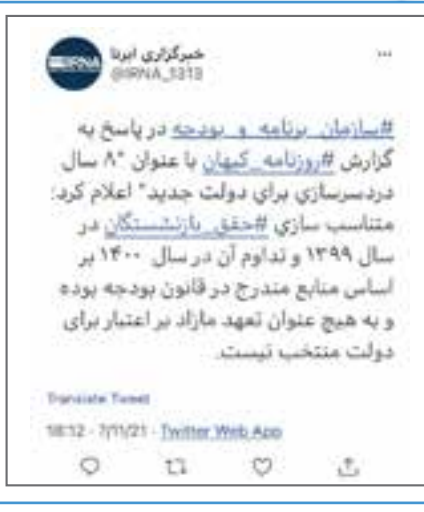 خبرگزاری ایرنا
@IRNA_1313
#سازمان_برنامه_و_بودجه در پاسخ به
گزارش #روزنامه_کیهان با عنوان "۸ سال
دردسرسازی برای دولت جدید" اعلام کرد:
متناسب سازی #حقوق_بازنشستگان در
سال ۱۳۹۹ و تداوم آن در سال ۱۴۰۰ بر
اساس منابع مندرج در قانون بودجه بوده
و به هیچ عنوان تعهد مازاد بر اعتبار برای
دولت منتخب نیست.
Translate Tweet
18:12 · 7/11/21 · Twitter Web App